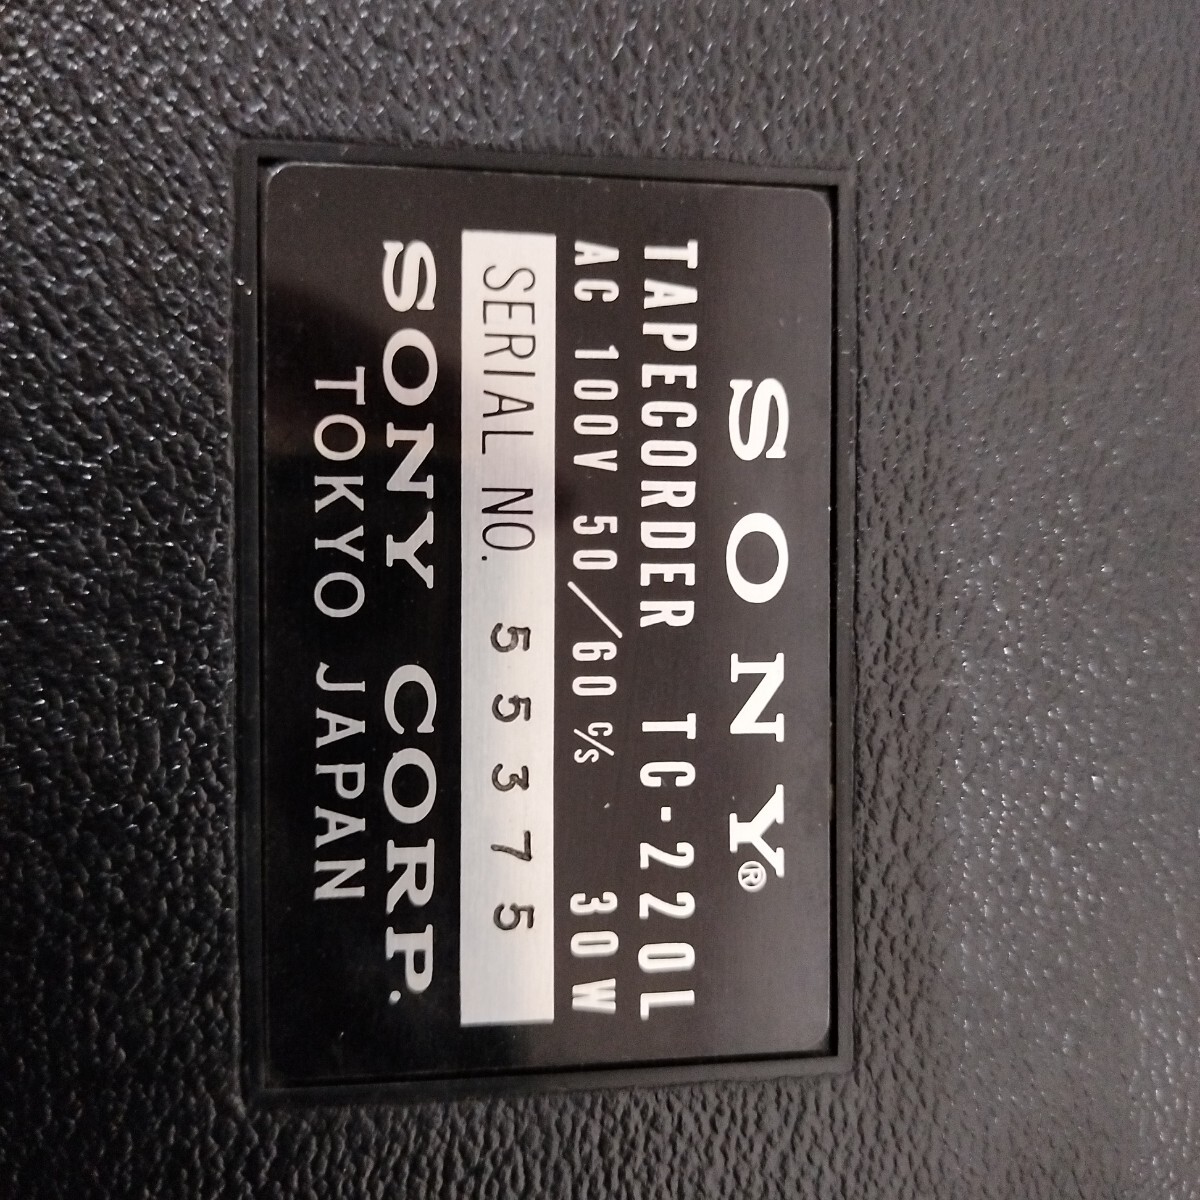 SONY®
TAPECORDER TC-220L
AC 100V 50/60 c/s 30W
SERIAL NO. 55375
SONY CORP.
TOKYO JAPAN